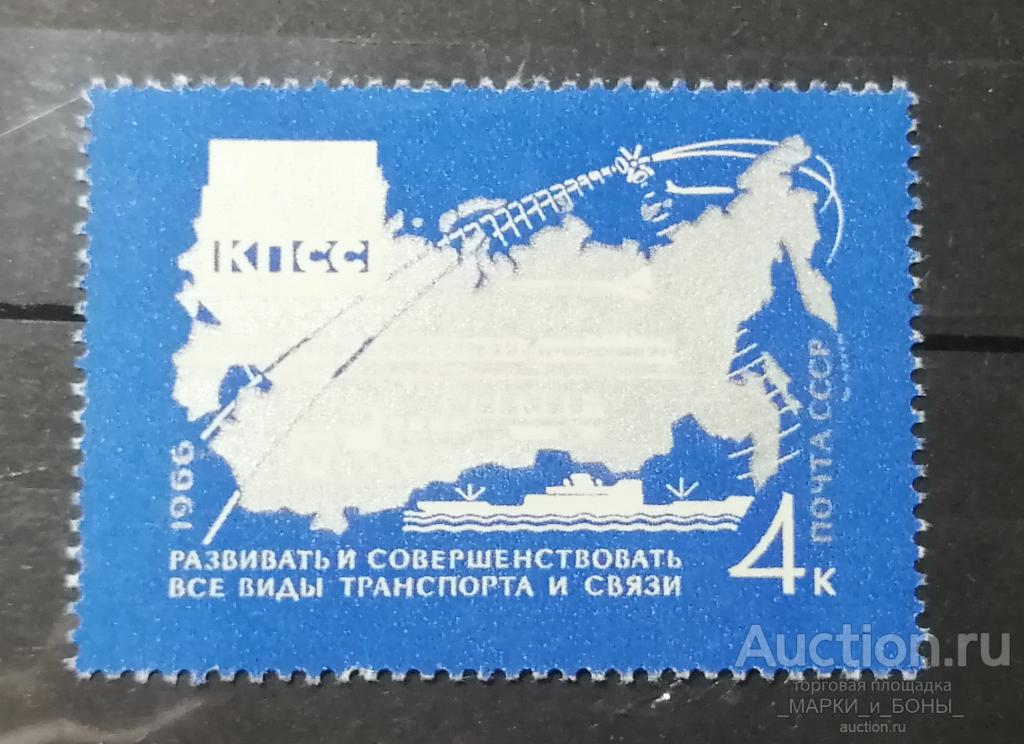 КПСС
1966
ПОЧТА СССР
РАЗВИВАТЬ И СОВЕРШЕНСТВОВАТЬ
ВСЕ ВИДЫ ТРАНСПОРТА И СВЯЗИ
4к
Auction.ru
торговая площадка
_МАРКИ_и_БОНЫ_
auction.ru